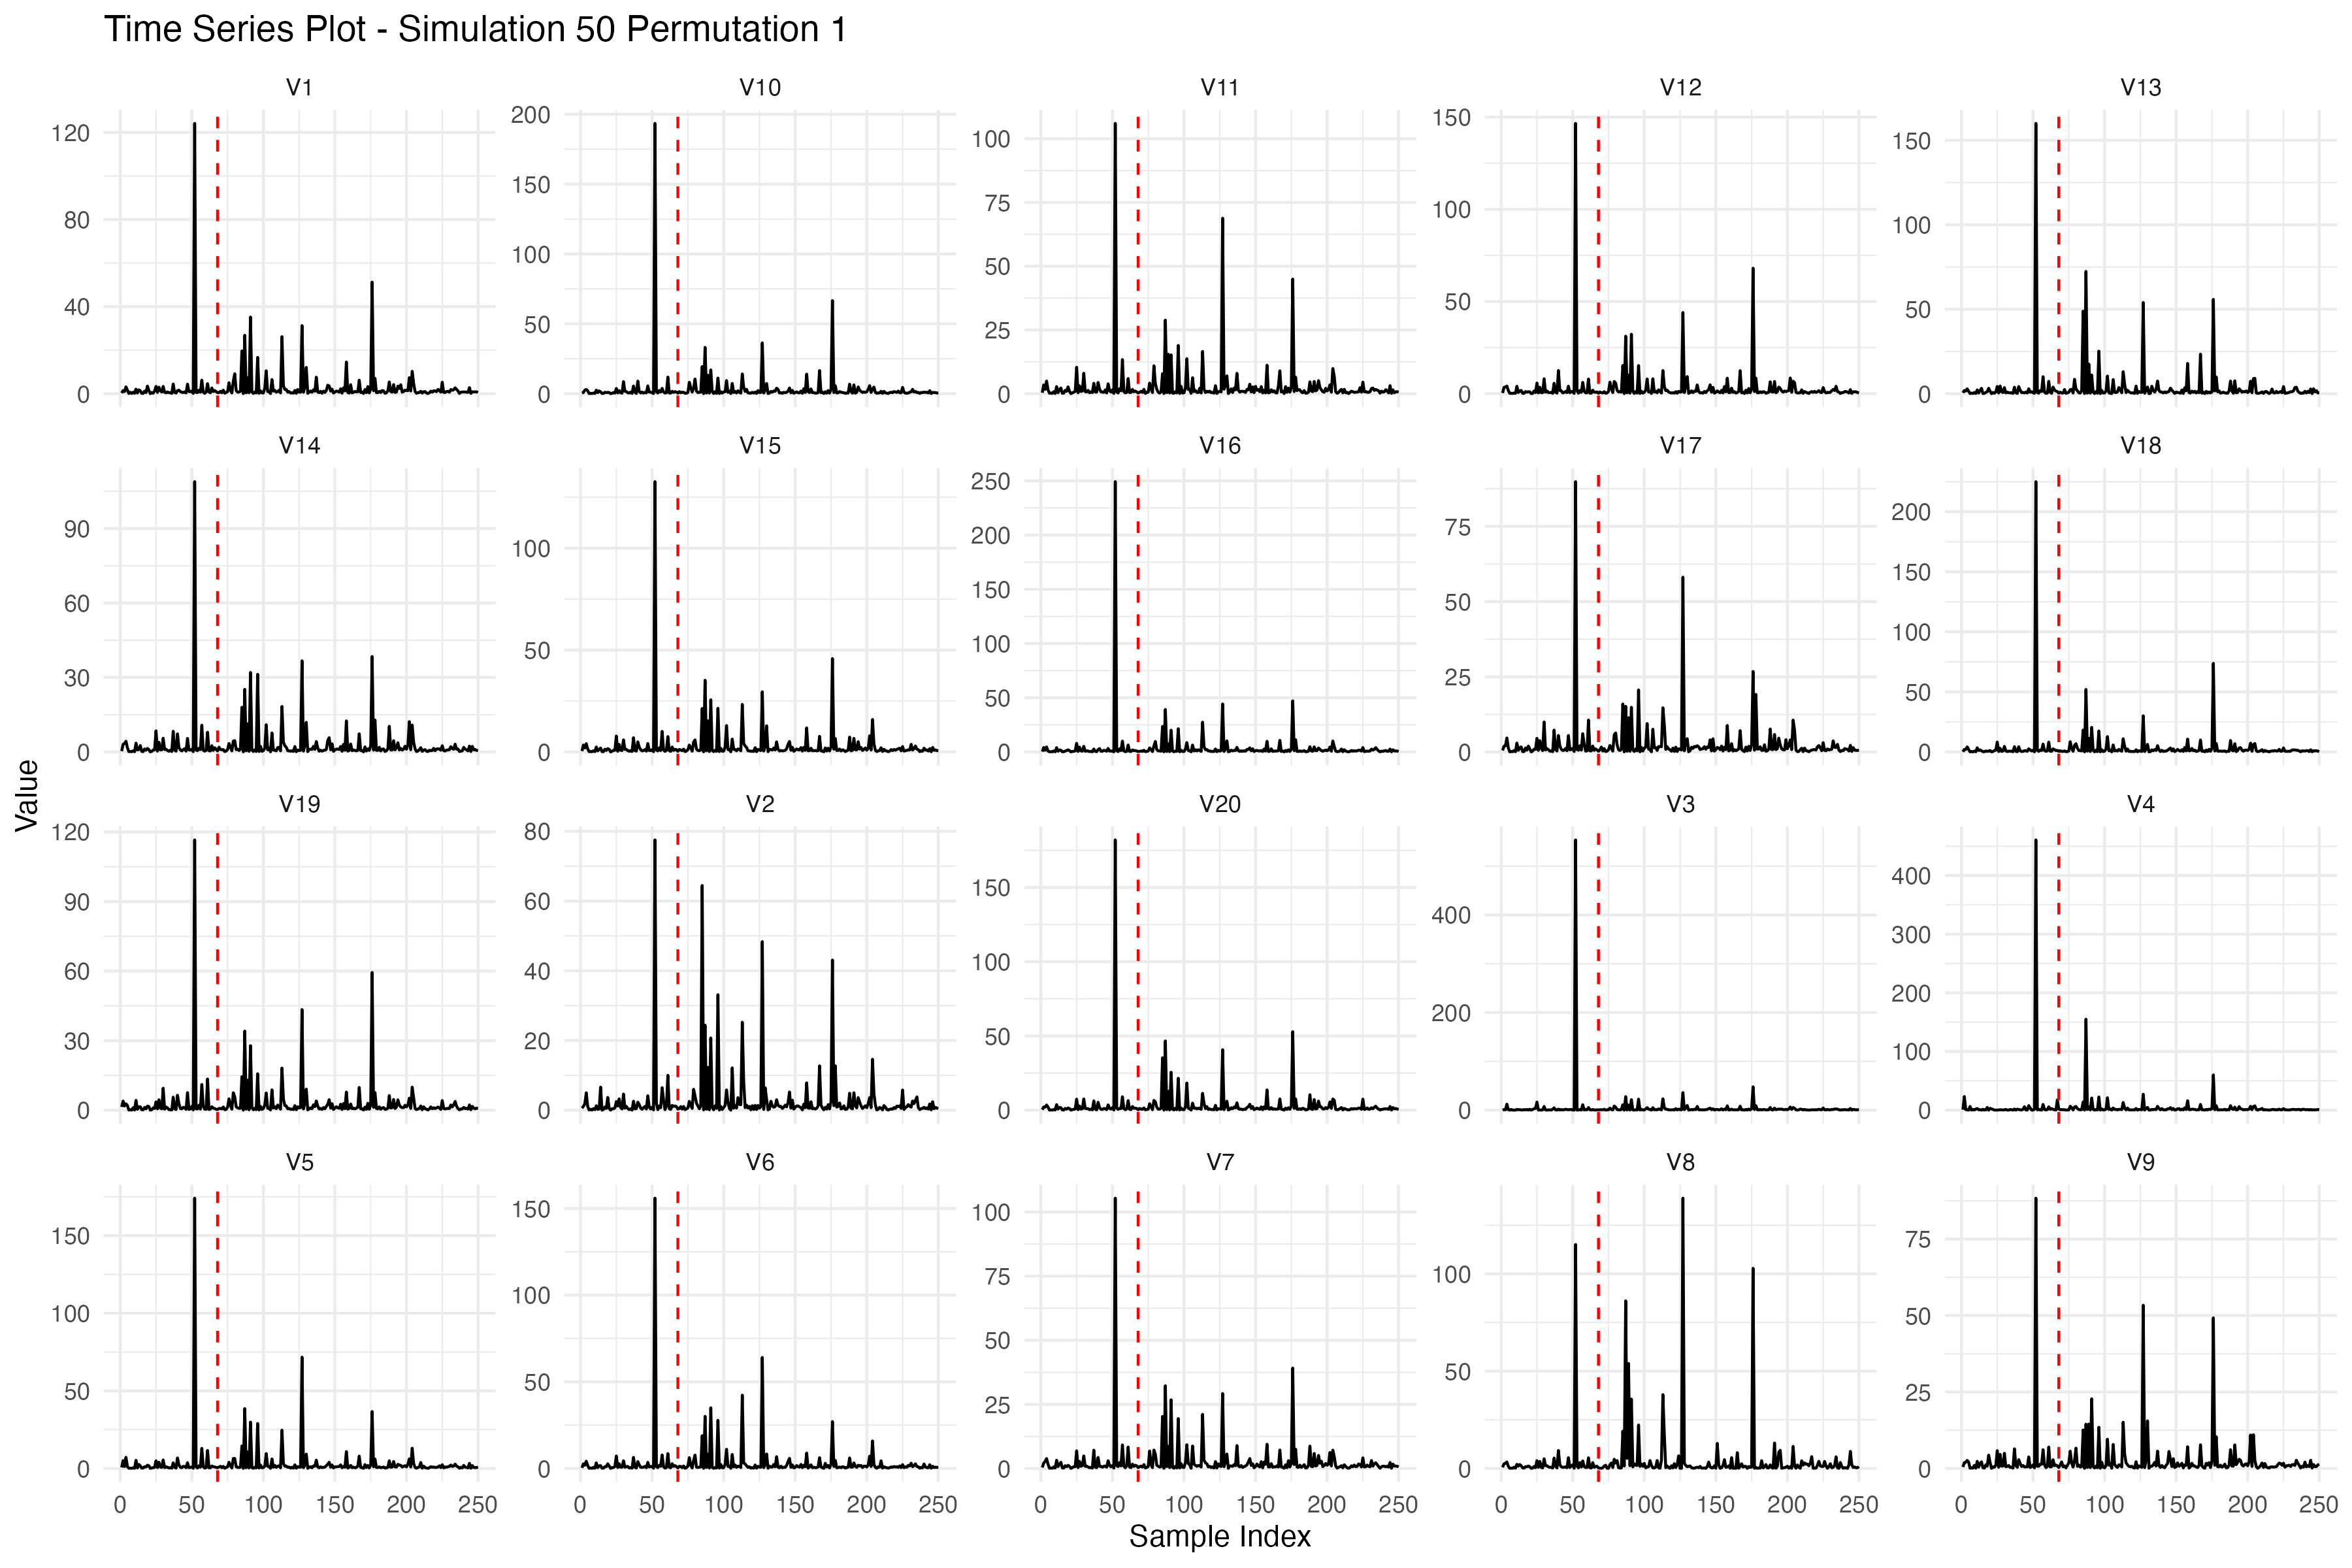 Time Series Plot - Simulation 50 Permutation 1
V1 V10 V11 V12 V13
120 80 40 0
200 150 100 50 0
100 75 50 25 0
150 100 50 0
150 100 50 0
V14 V15 V16 V17 V18
90 60 30 0
100 50 0
250 200 150 100 50 0
75 50 25 0
200 150 100 50 0
Value
V19 V2 V20 V3 V4
120 90 60 30 0
80 60 40 20 0
150 100 50 0
400 200 0
400 300 200 100 0
V5 V6 V7 V8 V9
150 100 50 0
150 100 50 0
100 75 50 25 0
100 50 0
75 50 25 0
0 50 100 150 200 250 0 50 100 150 200 250 0 50 100 150 200 250 0 50 100 150 200 250 0 50 100 150 200 250
Sample Index